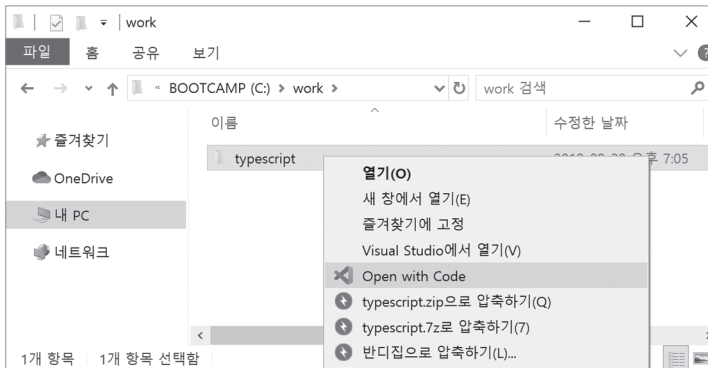 work
파일 홈 공유 보기
« BOOTCAMP (C:) > work > work 검색
이름 수정한 날짜
즐겨찾기
typescript 후 7:05
열기(O)
OneDrive
새 창에서 열기(E)
내 PC
즐겨찾기에 고정
네트워크
Visual Studio에서 열기(V)
Open with Code
typescript.zip으로 압축하기(Q)
typescript.7z로 압축하기(7)
반디집으로 압축하기(L)...
1개 항목 1개 항목 선택함